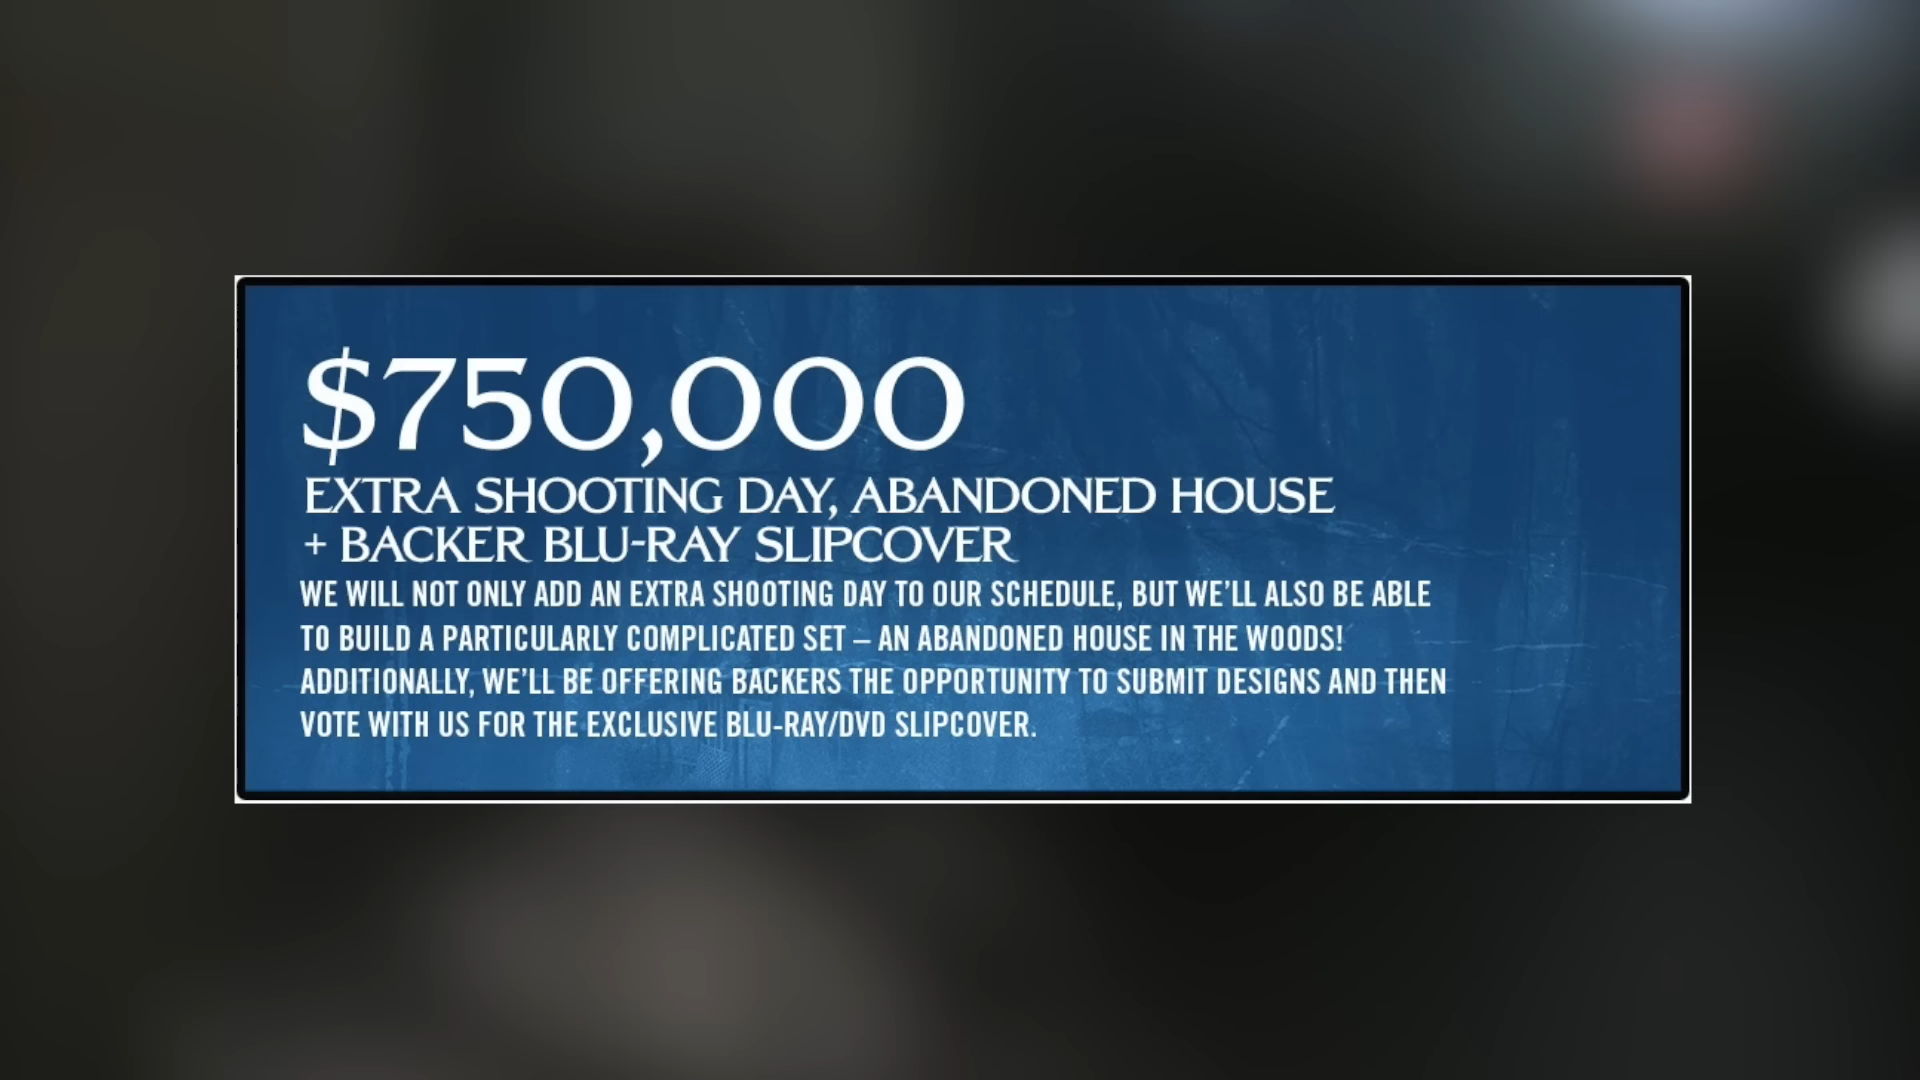 $750,000
EXTRA SHOOTING DAY, ABANDONED HOUSE
+ BACKER BLU-RAY SLIPCOVER
WE WILL NOT ONLY ADD AN EXTRA SHOOTING DAY TO OUR SCHEDULE, BUT WE'LL ALSO BE ABLE
TO BUILD A PARTICULARLY COMPLICATED SET – AN ABANDONED HOUSE IN THE WOODS!
ADDITIONALLY, WE'LL BE OFFERING BACKERS THE OPPORTUNITY TO SUBMIT DESIGNS AND THEN
VOTE WITH US FOR THE EXCLUSIVE BLU-RAY/DVD SLIPCOVER.